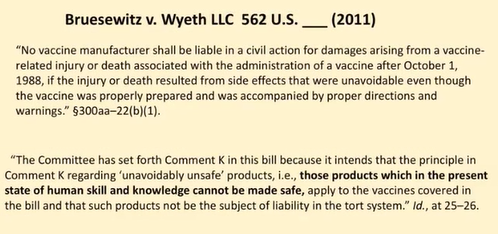 Bruesewitz v. Wyeth LLC 562 U.S. ___ (2011)
“No vaccine manufacturer shall be liable in a civil action for damages arising from a vaccine-
related injury or death associated with the administration of a vaccine after October 1,
1988, if the injury or death resulted from side effects that were unavoidable even though
the vaccine was properly prepared and was accompanied by proper directions and
warnings.” §300aa–22(b)(1).
“The Committee has set forth Comment K in this bill because it intends that the principle in
Comment K regarding ‘unavoidably unsafe’ products, i.e., those products which in the present
state of human skill and knowledge cannot be made safe, apply to the vaccines covered in
the bill and that such products not be the subject of liability in the tort system.” Id., at 25–26.